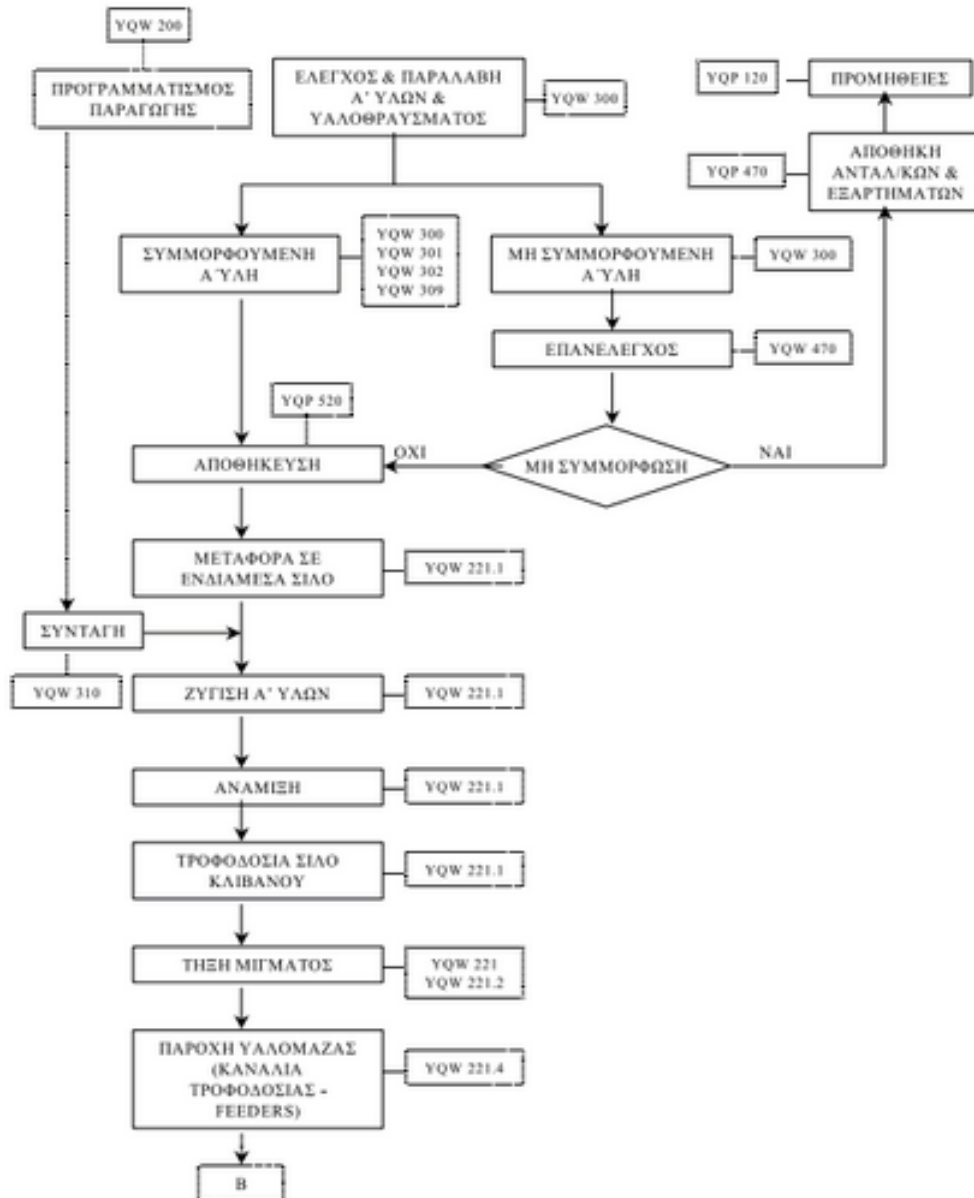 YQW 200
ΠΡΟΓΡΑΜΜΑΤΙΣΜΟΣ
ΠΑΡΑΓΩΓΗΣ
ΕΛΕΓΧΟΣ & ΠΑΡΑΛΑΒΗ
Α' ΥΛΩΝ &
ΥΑΛΟΘΡΑΥΣΜΑΤΟΣ
YQW 300
YQP 120
ΠΡΟΜΗΘΕΙΕΣ
YQP 470
ΑΠΟΘΗΚΗ
ΑΝΤΑΛ/ΚΩΝ &
ΕΞΑΡΤΗΜΑΤΩΝ
ΣΥΜΜΟΡΦΟΥΜΕΝΗ
Α΄ΥΛΗ
YQW 300
YQW 301
YQW 302
YQW 309
ΜΗ ΣΥΜΜΟΡΦΟΥΜΕΝΗ
Α΄ΥΛΗ
YQW 300
ΕΠΑΝΕΛΕΓΧΟΣ
YQW 470
YQP 520
ΑΠΟΘΗΚΕΥΣΗ
ΟΧΙ
ΜΗ ΣΥΜΜΟΡΦΩΣΗ
ΝΑΙ
ΜΕΤΑΦΟΡΑ ΣΕ
ΕΝΔΙΑΜΕΣΑ ΣΙΛΟ
YQW 221.1
ΣΥΝΤΑΓΗ
YQW 310
ΖΥΓΙΣΗ Α' ΥΛΩΝ
YQW 221.1
ΑΝΑΜΙΞΗ
YQW 221.1
ΤΡΟΦΟΔΟΣΙΑ ΣΙΛΟ
ΚΛΙΒΑΝΟΥ
YQW 221.1
ΤΗΞΗ ΜΙΓΜΑΤΟΣ
YQW 221
YQW 221.2
ΠΑΡΟΧΗ ΥΑΛΟΜΑΖΑΣ
(ΚΑΝΑΛΙΑ
ΤΡΟΦΟΔΟΣΙΑΣ -
FEEDERS)
YQW 221.4
Β